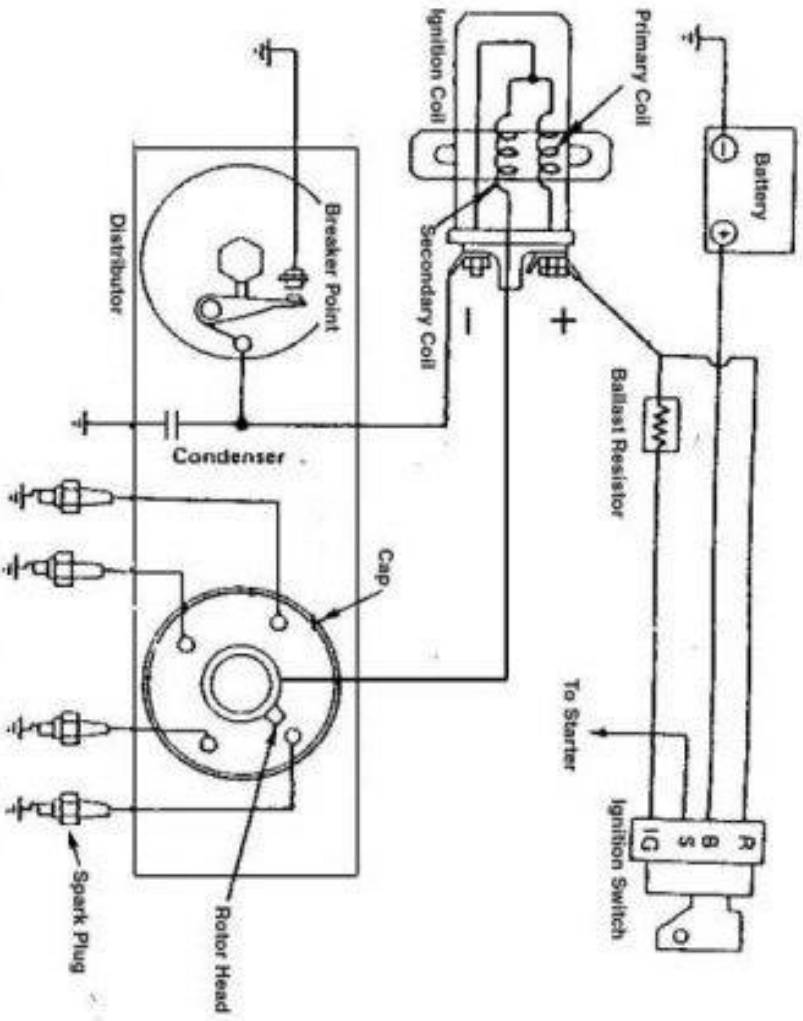 Primary Coil
Ignition Coil
Battery
−
+
Secondary Coil
−
+
Ballast Resistor
To Starter
Ignition Switch
R
B
S
IG
Breaker Point
Distributor
Condenser
Cap
Rotor Head
Spark Plug